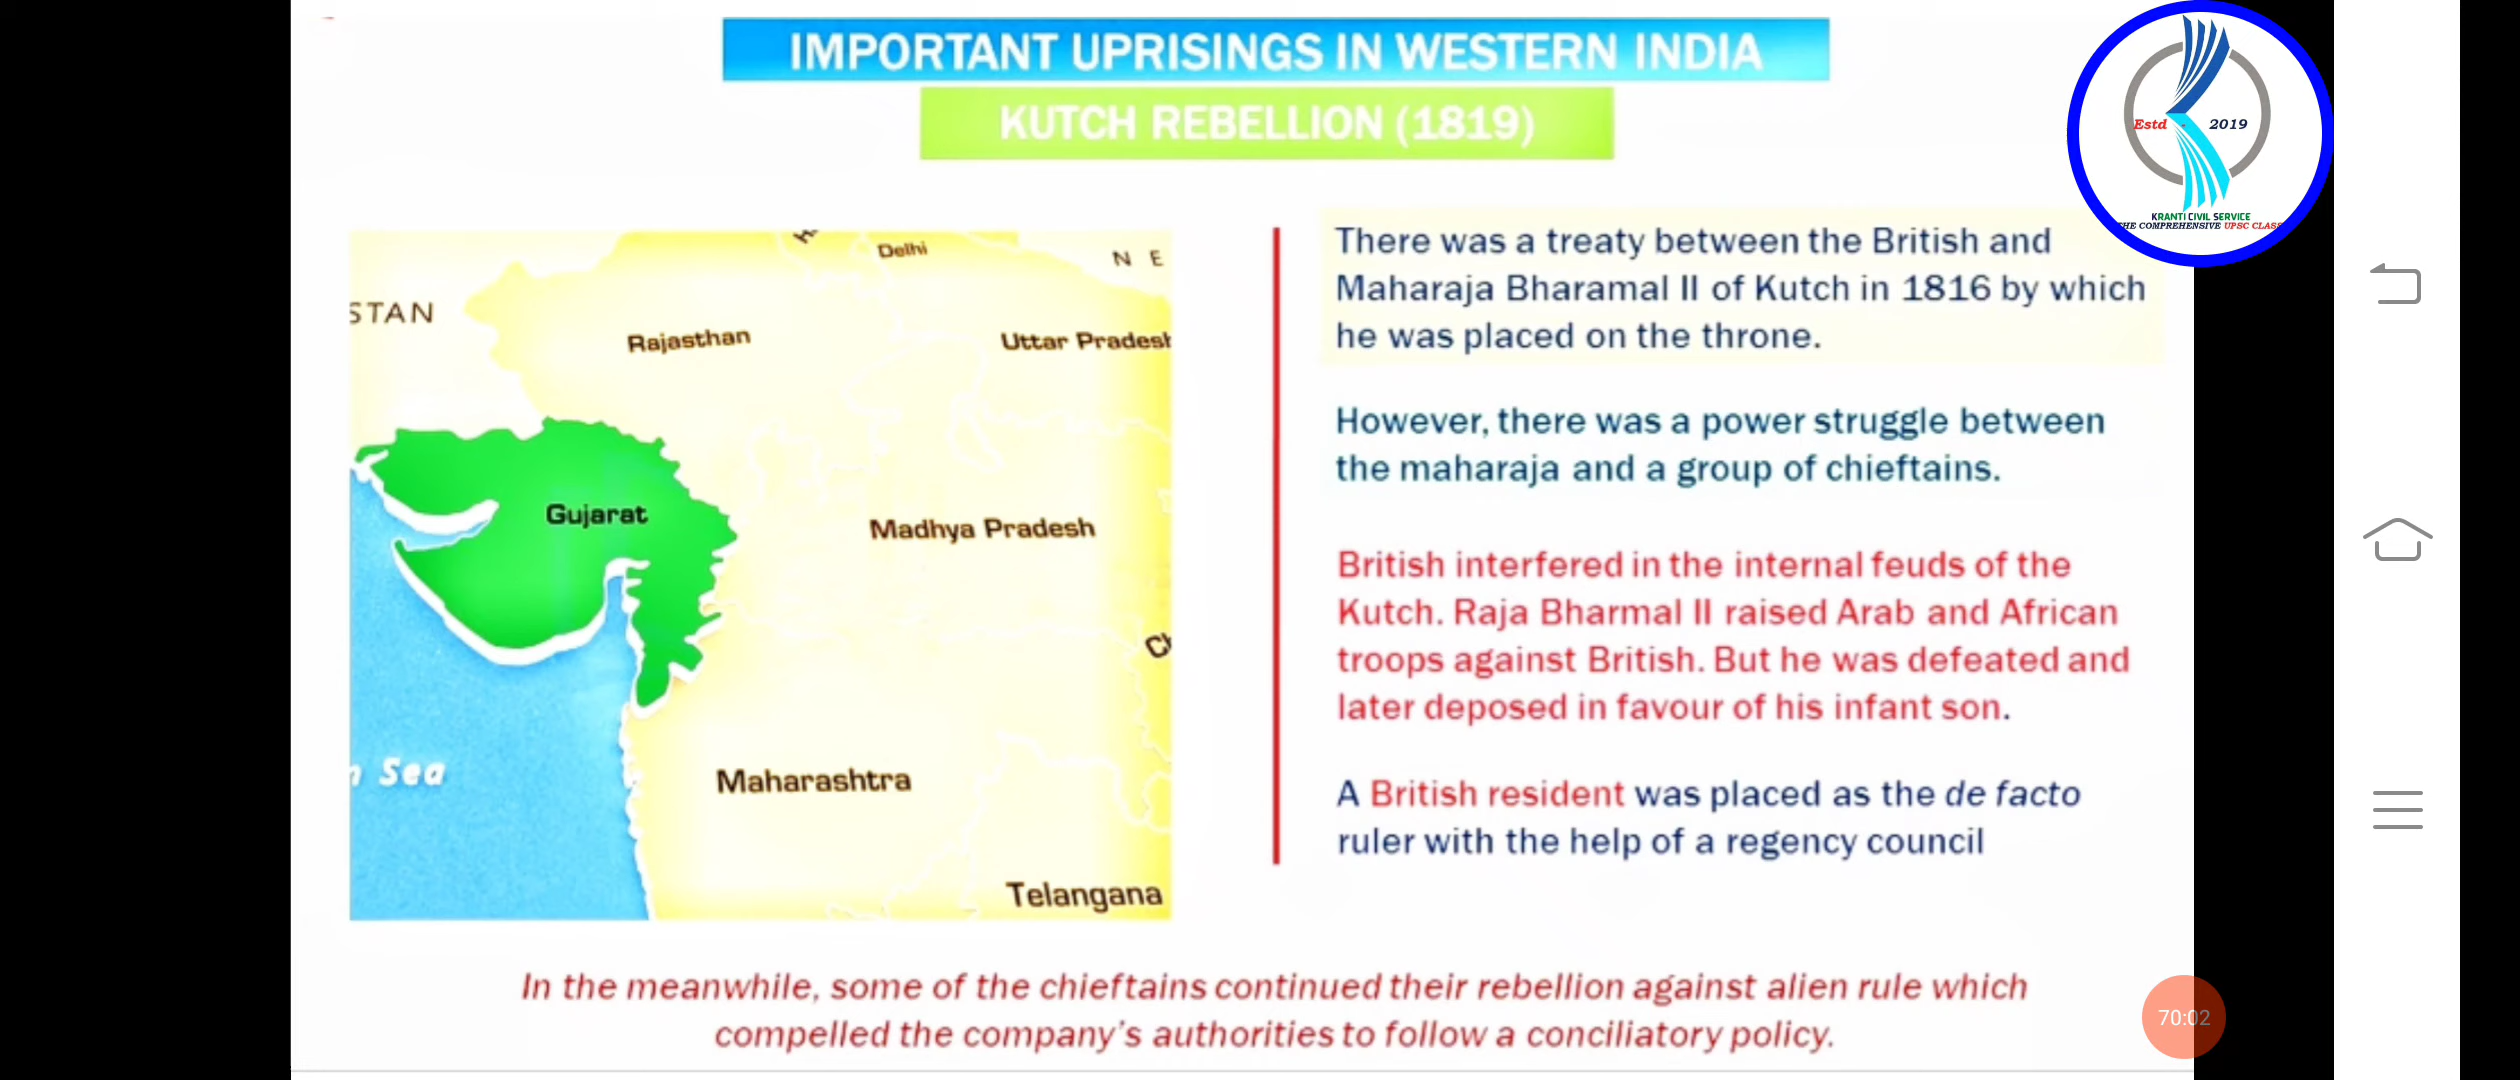 IMPORTANT UPRISINGS IN WESTERN INDIA
KUTCH REBELLION (1819)
Estd
2019
KRANTI CIVIL SERVICE
THE COMPREHENSIVE UPSC CLASS
Delhi
N E
STAN
Rajasthan
Uttar Pradesh
Gujarat
Madhya Pradesh
Sea
Maharashtra
Telangana
There was a treaty between the British and
Maharaja Bharamal II of Kutch in 1816 by which
he was placed on the throne.
However, there was a power struggle between
the maharaja and a group of chieftains.
British interfered in the internal feuds of the
Kutch. Raja Bharmal II raised Arab and African
troops against British. But he was defeated and
later deposed in favour of his infant son.
A British resident was placed as the de facto
ruler with the help of a regency council
In the meanwhile, some of the chieftains continued their rebellion against alien rule which
compelled the company's authorities to follow a conciliatory policy.
70:02